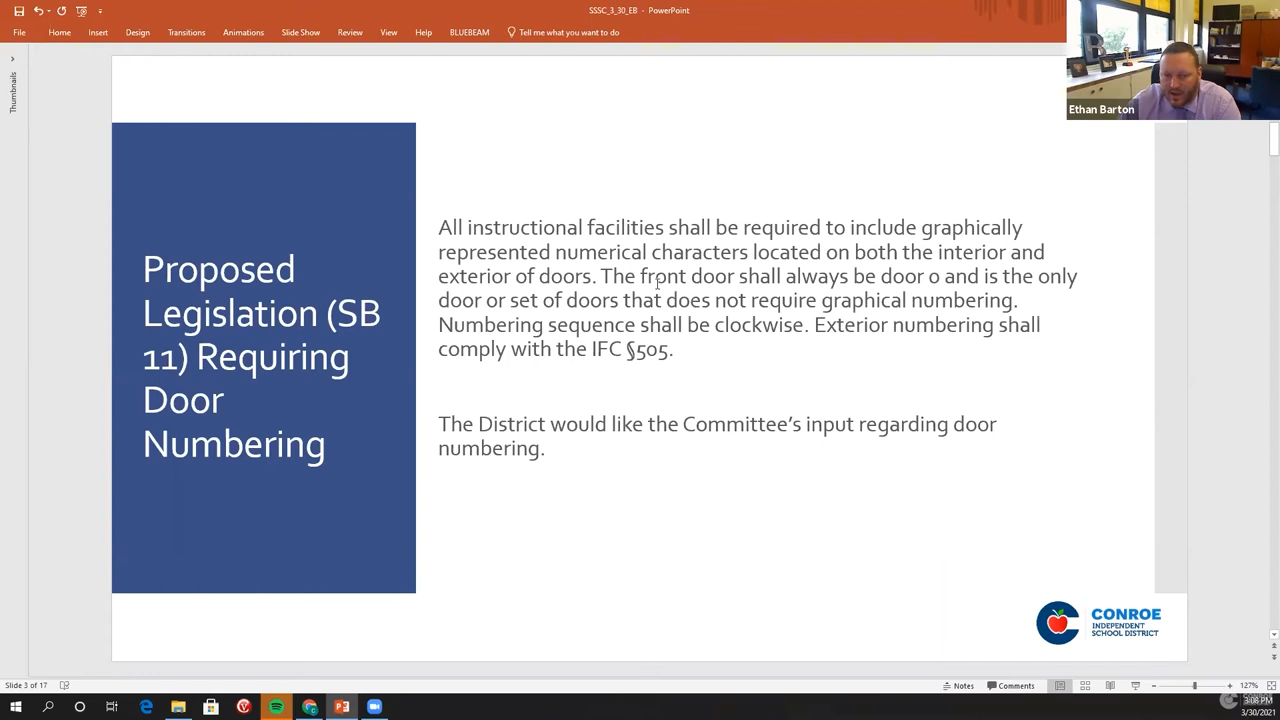 SSSC_3_30_EB - PowerPoint
File Home Insert Design Transitions Animations Slide Show Review View Help BLUEBEAM Tell me what you want to do
Ethan Barton
Thumbnails
Proposed
Legislation (SB
11) Requiring
Door
Numbering
All instructional facilities shall be required to include graphically
represented numerical characters located on both the interior and
exterior of doors. The front door shall always be door 0 and is the only
door or set of doors that does not require graphical numbering.
Numbering sequence shall be clockwise. Exterior numbering shall
comply with the IFC §505.
The District would like the Committee's input regarding door
numbering.
CONROE
INDEPENDENT
SCHOOL DISTRICT
Slide 3 of 17
Notes Comments 127%
3:08 PM
3/30/2021